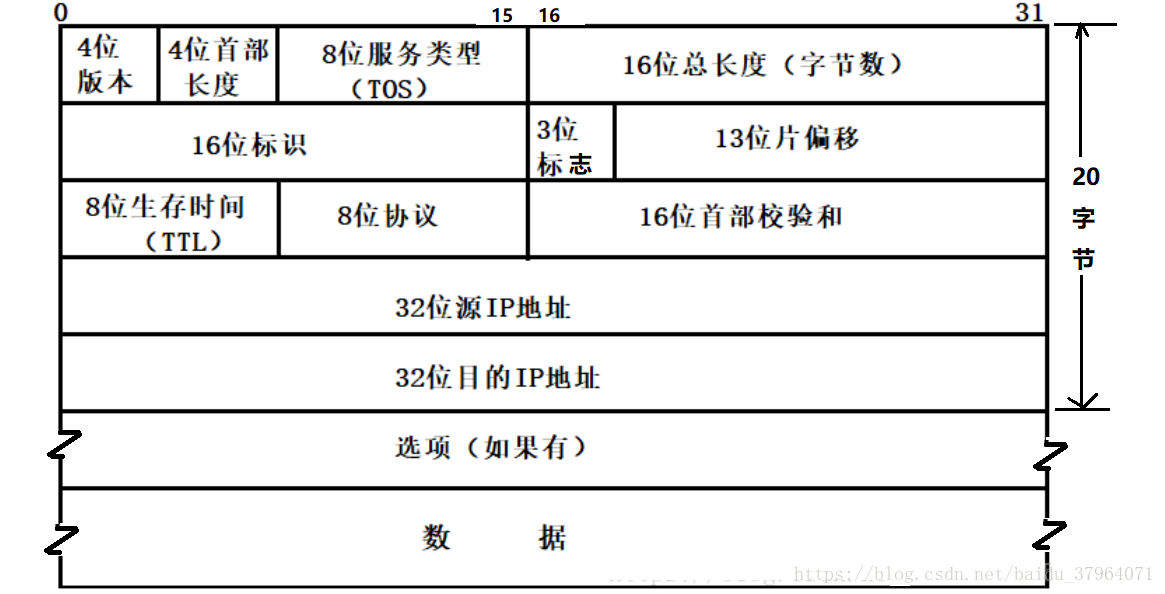 0 15 16 31
4位
版本
4位首部
长度
8位服务类型
（TOS）
16位总长度（字节数）
16位标识
3位
标志
13位片偏移
8位生存时间
（TTL）
8位协议
16位首部校验和
32位源IP地址
32位目的IP地址
选项（如果有）
数 据
20
字
节
https://blog.csdn.net/baidu_37964071